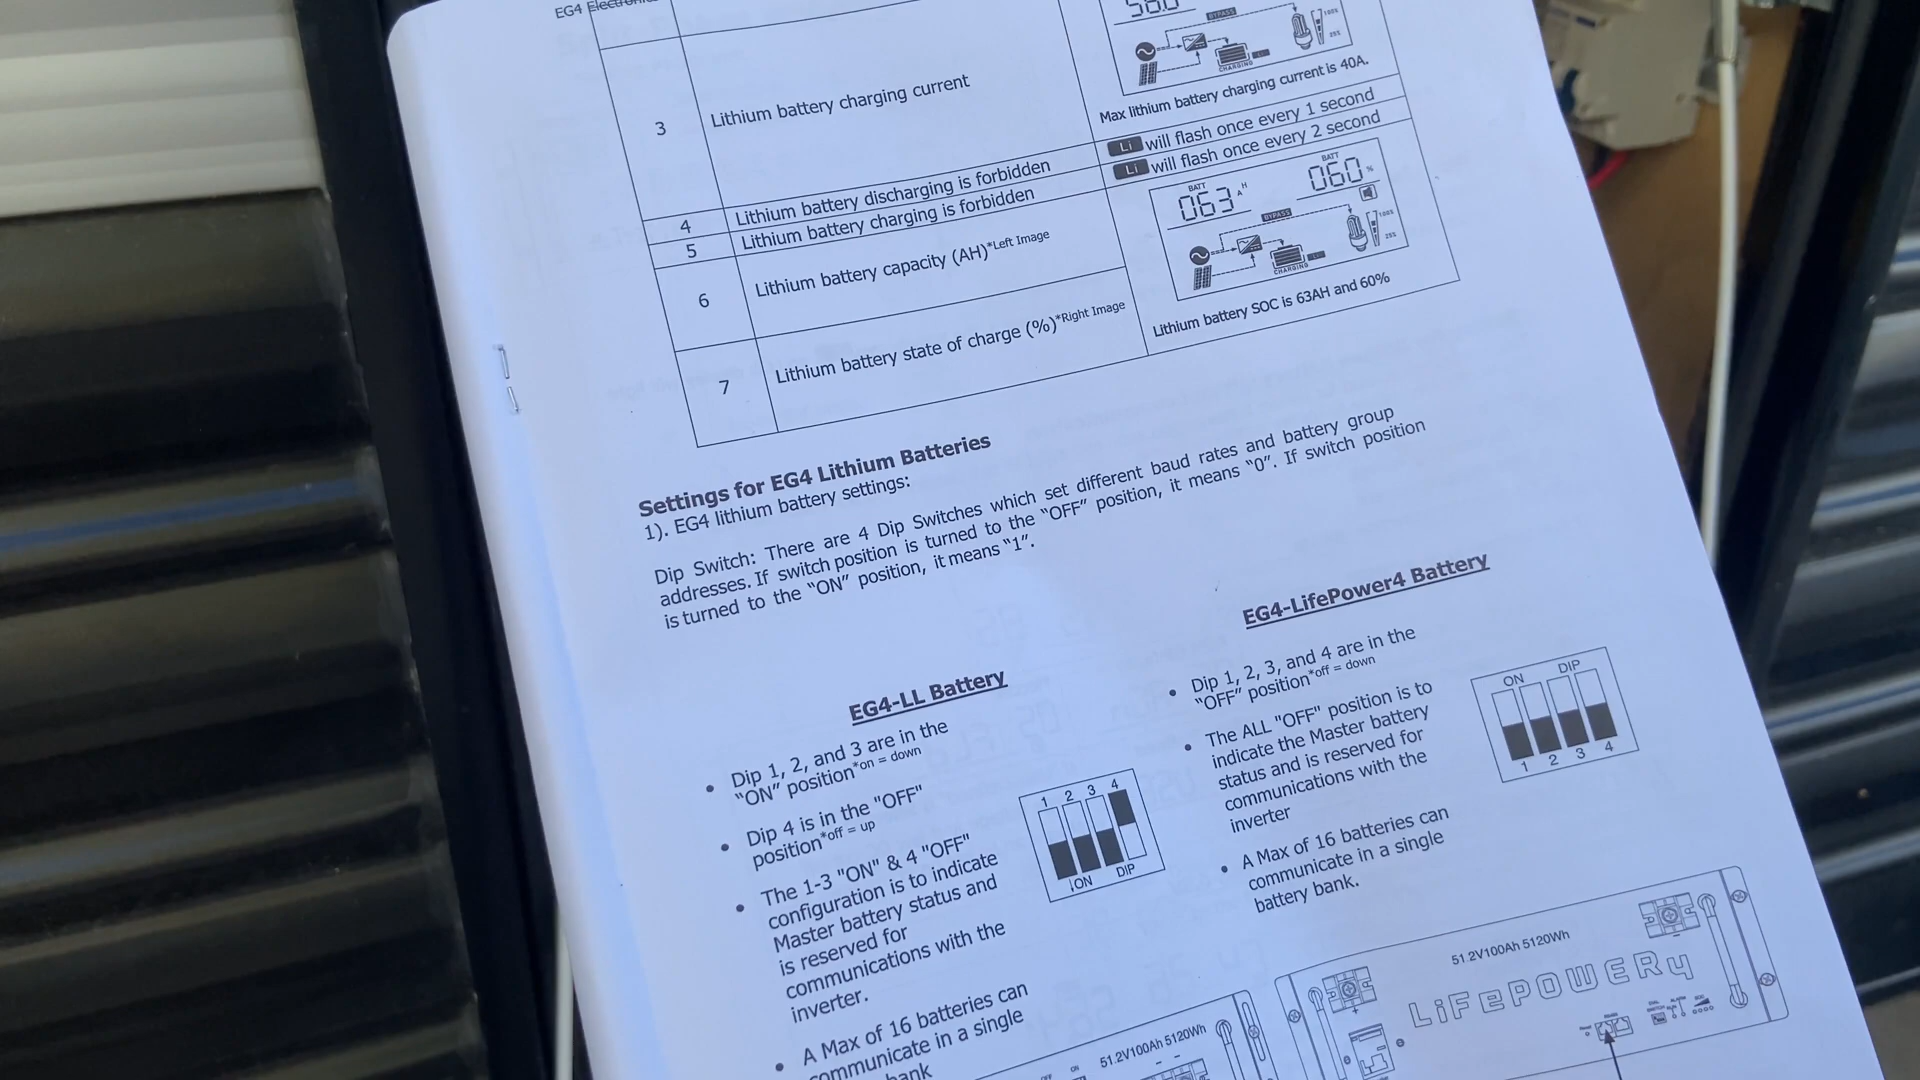 EG4 Electronics
580
BYPASS
100%
25%
CHARGING
Max lithium battery charging current is 40A.
3 Lithium battery charging current
4 Lithium battery discharging is forbidden Li will flash once every 1 second
5 Lithium battery charging is forbidden Li will flash once every 2 second
6 Lithium battery capacity (AH)*Left Image
7 Lithium battery state of charge (%)*Right Image
BATT BATT
063 AH 060 %
BYPASS
100%
25%
CHARGING
Lithium battery SOC is 63AH and 60%
Settings for EG4 Lithium Batteries
1). EG4 lithium battery settings:
Dip Switch: There are 4 Dip Switches which set different baud rates and battery group
addresses. If switch position is turned to the “OFF” position, it means “0”. If switch position
is turned to the “ON” position, it means “1”.
EG4-LL Battery
• Dip 1, 2, and 3 are in the
“ON” position*on = down
• Dip 4 is in the "OFF"
position*off = up
• The 1-3 "ON" & 4 "OFF"
configuration is to indicate
Master battery status and
is reserved for
communications with the
inverter.
• A Max of 16 batteries can
communicate in a single
bank
1 2 3 4
↓ON DIP
51.2V100Ah 5120Wh
EG4-LifePower4 Battery
• Dip 1, 2, 3, and 4 are in the
“OFF” position*off = down
• The ALL "OFF" position is to
indicate the Master battery
status and is reserved for
communications with the
inverter
• A Max of 16 batteries can
communicate in a single
battery bank.
ON DIP
1 2 3 4
51.2V100Ah 5120Wh
LiFePOWER4